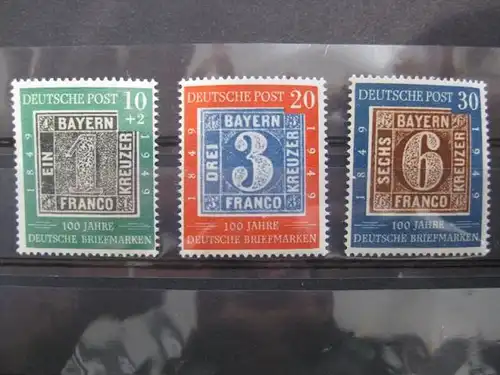 DEUTSCHE POST 10
+2
1849
BAYERN
EIN
1
KREUZER
FRANCO
1949
100 JAHRE
DEUTSCHE BRIEFMARKEN
DEUTSCHE POST 20
1849
BAYERN
DREI
3
KREUZER
FRANCO
1949
100 JAHRE
DEUTSCHE BRIEFMARKEN
DEUTSCHE POST 30
1849
BAYERN
SECHS
6
KREUZER
FRANCO
1949
100 JAHRE
DEUTSCHE BRIEFMARKEN